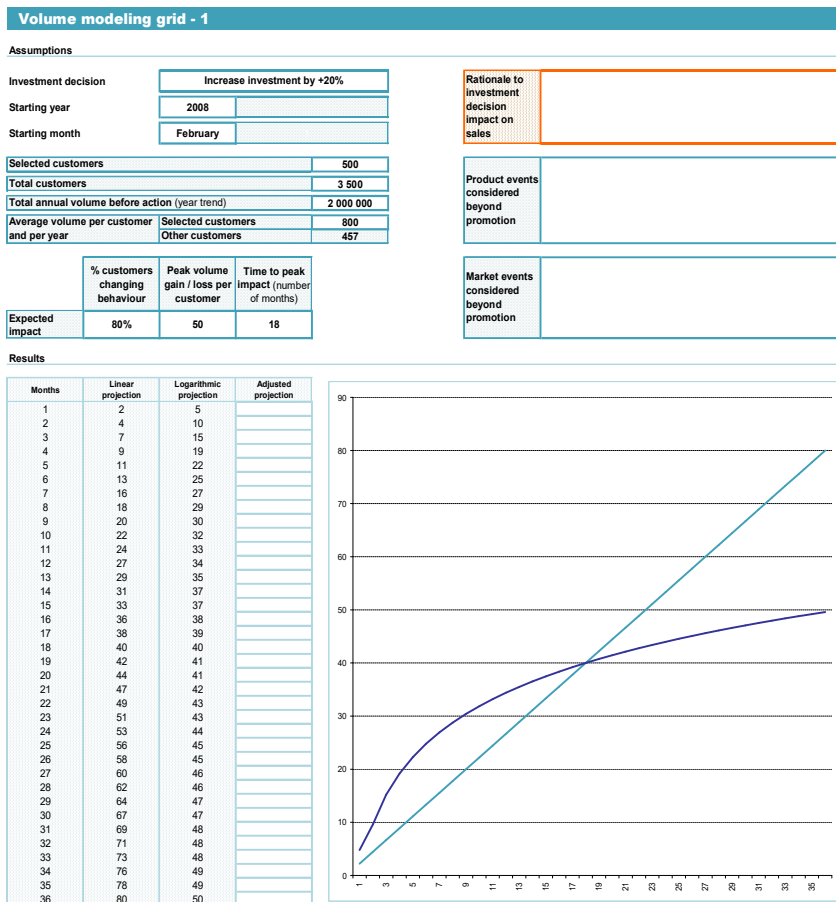 Volume modeling grid - 1
Assumptions
Investment decision Increase investment by +20%
Starting year 2008
Starting month February
Rationale to
investment
decision
impact on
sales
Selected customers 500
Total customers 3 500
Total annual volume before action (year trend) 2 000 000
Average volume per customer Selected customers 800
and per year Other customers 457
Product events
considered
beyond
promotion
% customers Peak volume Time to peak
changing gain / loss per impact (number
behaviour customer of months)
Expected
impact 80% 50 18
Market events
considered
beyond
promotion
Results
Months Linear projection Logarithmic projection Adjusted projection
1 2 5
2 4 10
3 7 15
4 9 19
5 11 22
6 13 25
7 16 27
8 18 29
9 20 30
10 22 32
11 24 33
12 27 34
13 29 35
14 31 37
15 33 37
16 36 38
17 38 39
18 40 40
19 42 41
20 44 41
21 47 42
22 49 43
23 51 43
24 53 44
25 56 45
26 58 45
27 60 46
28 62 46
29 64 47
30 67 47
31 69 48
32 71 48
33 73 48
34 76 49
35 78 49
36 80 50
90
80
70
60
50
40
30
20
10
0
1 3 5 7 9 11 13 15 17 19 21 23 25 27 29 31 33 35